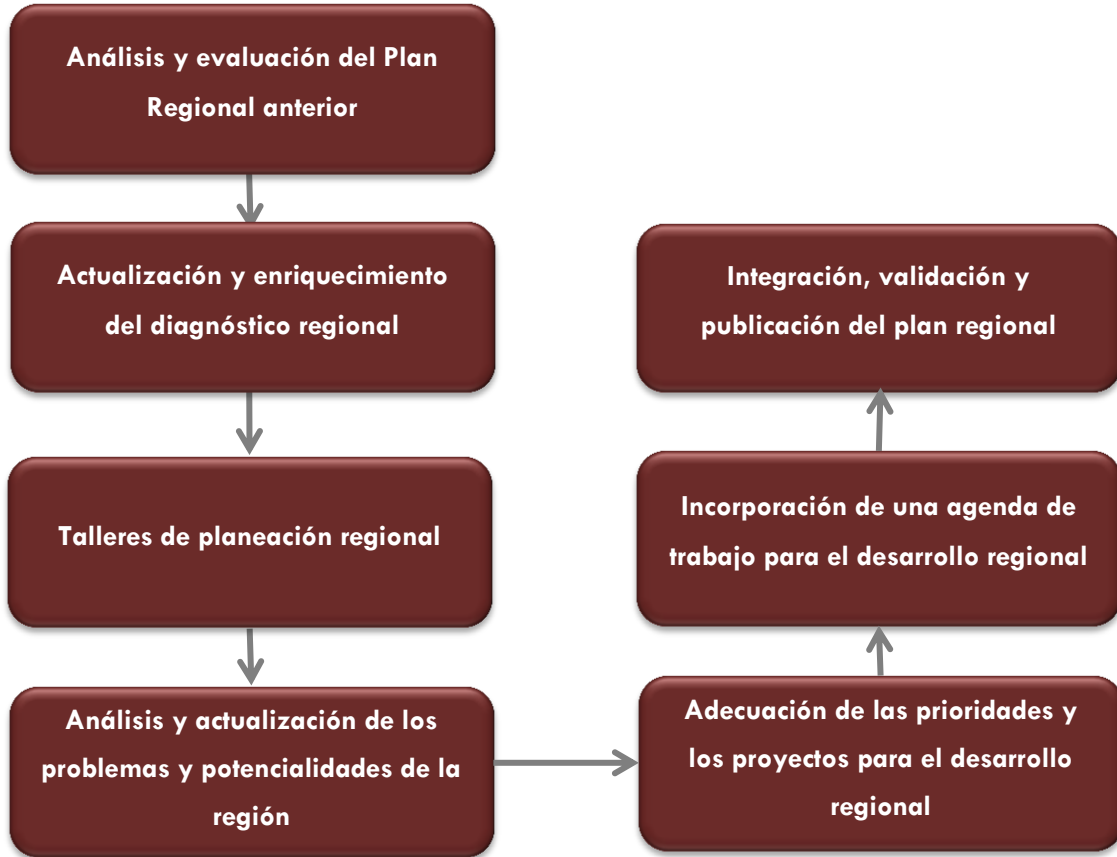 Análisis y evaluación del Plan
Regional anterior
Actualización y enriquecimiento
del diagnóstico regional
Talleres de planeación regional
Análisis y actualización de los
problemas y potencialidades de la
región
Adecuación de las prioridades y
los proyectos para el desarrollo
regional
Incorporación de una agenda de
trabajo para el desarrollo regional
Integración, validación y
publicación del plan regional